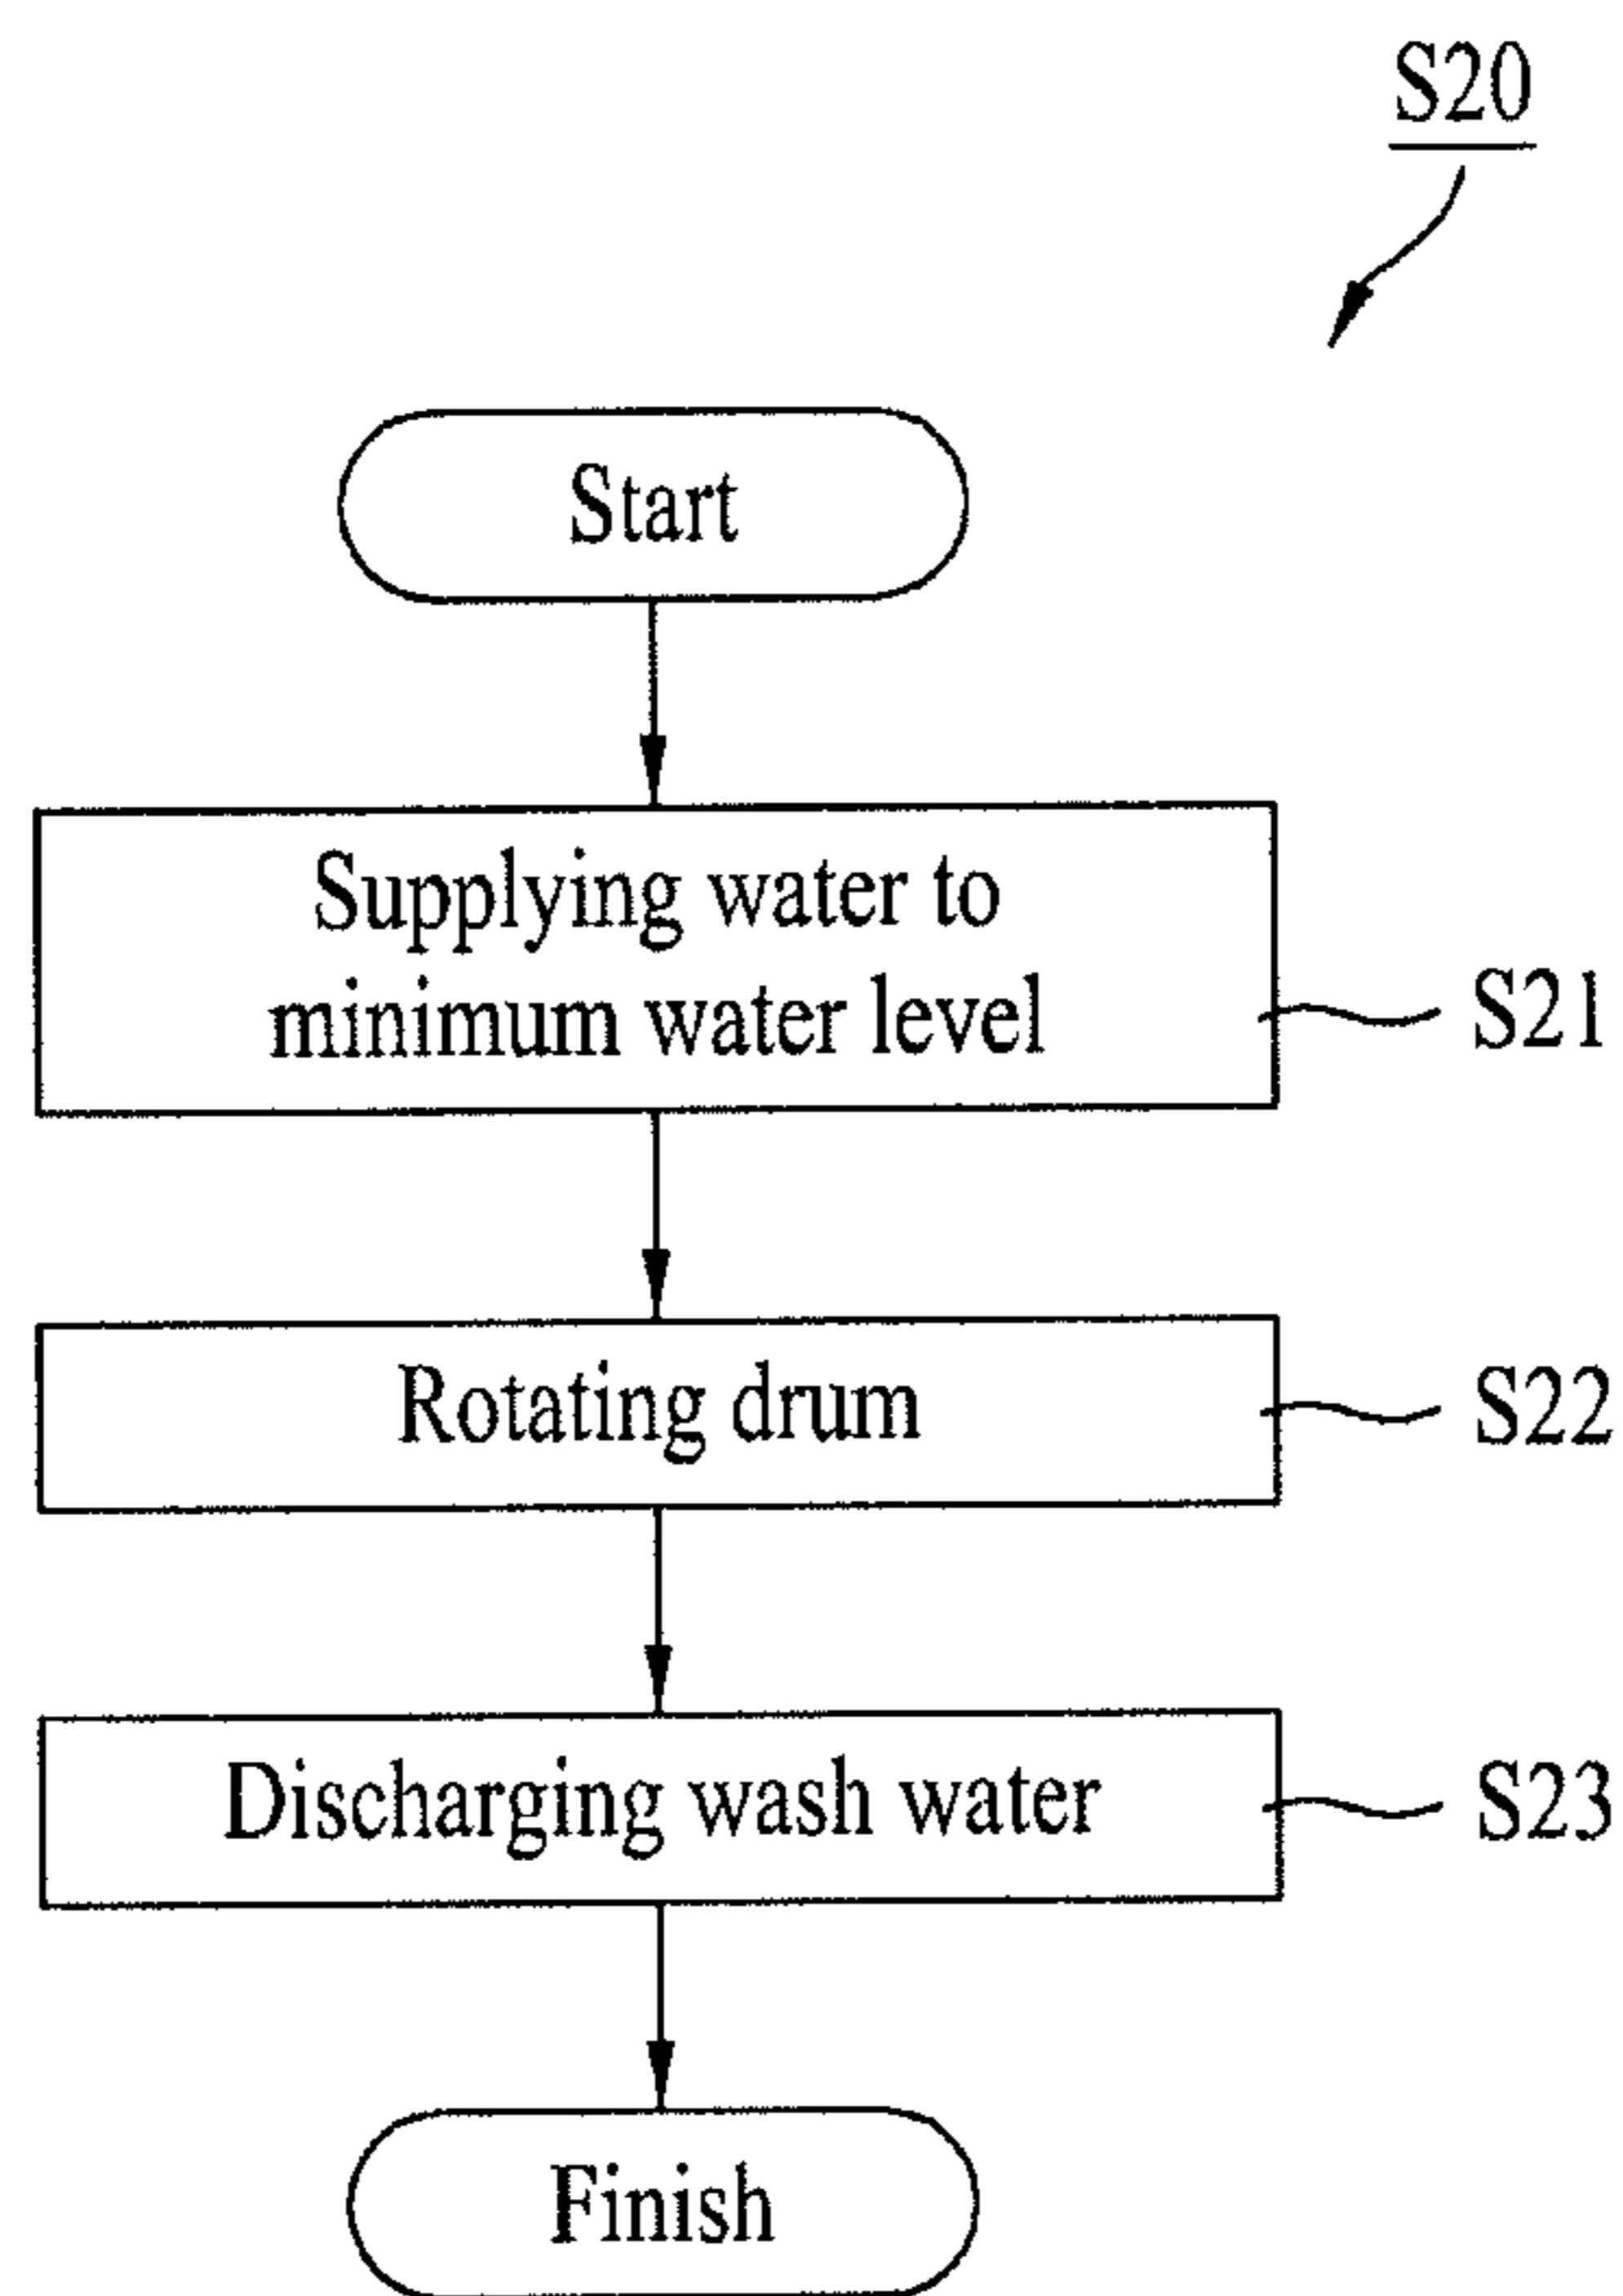 S20
Start
Supplying water to
minimum water level
S21
Rotating drum
S22
Discharging wash water
S23
Finish